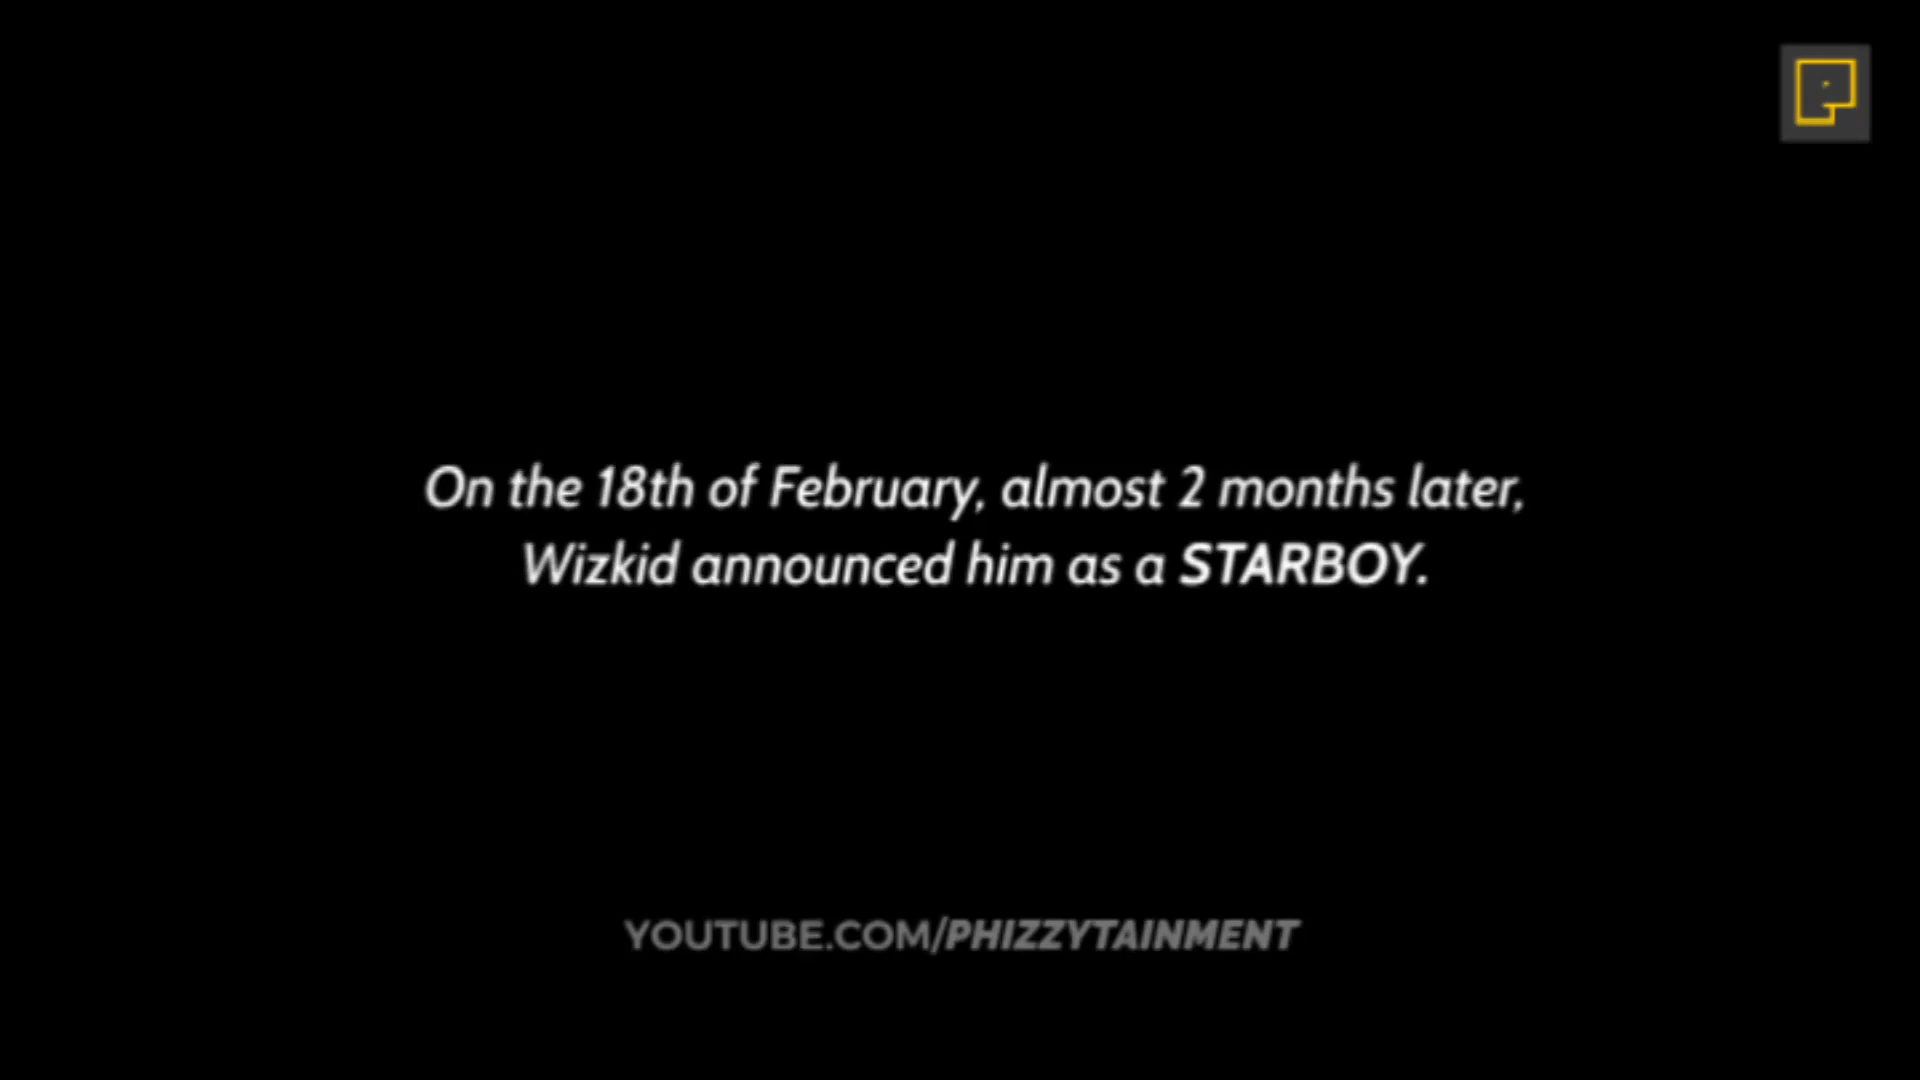 On the 18th of February, almost 2 months later,
Wizkid announced him as a STARBOY.
YOUTUBE.COM/PHIZZYTAINMENT